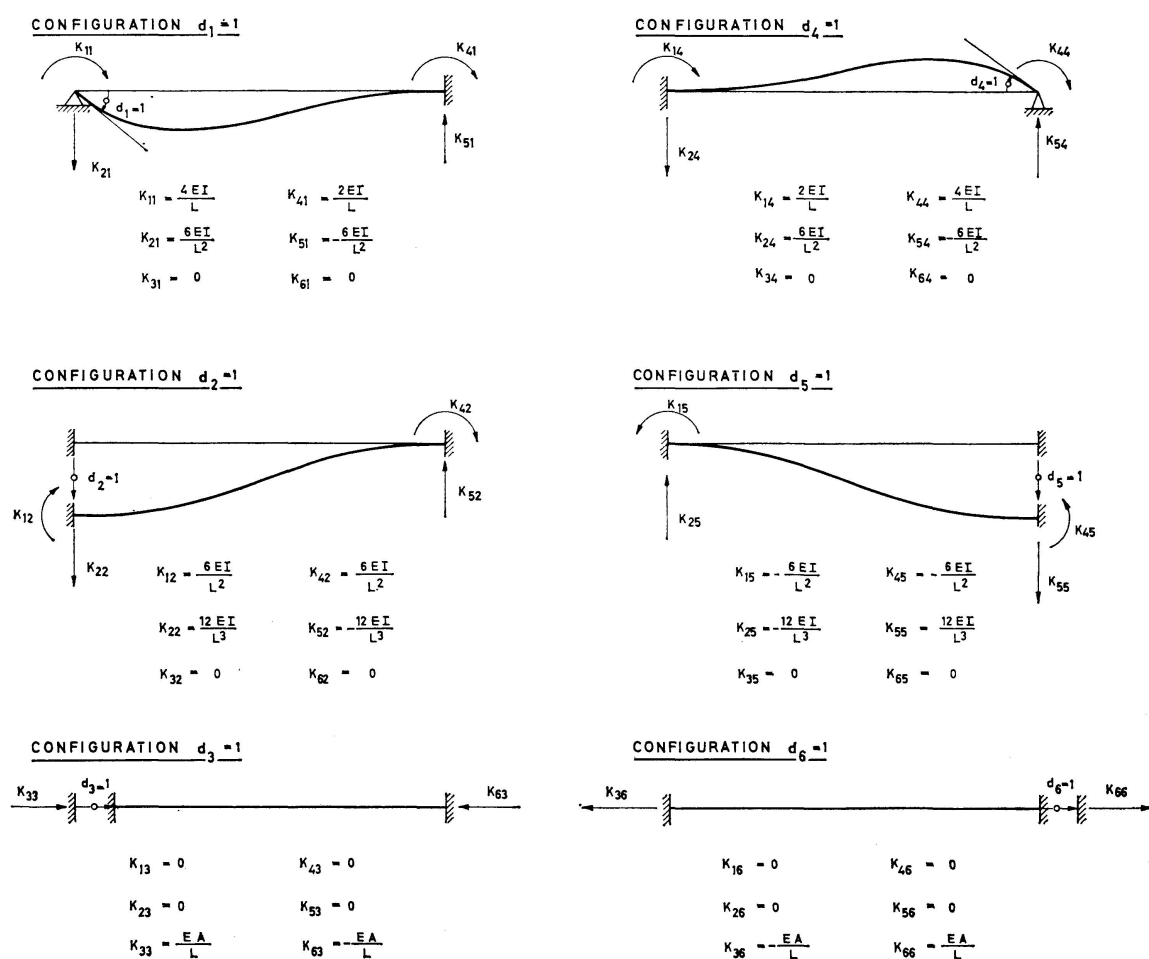 CONFIGURATION d₁=1
K₁₁
K₄₁
d₁=1
K₂₁
K₅₁
K₁₁ = 4EI/L K₄₁ = 2EI/L
K₂₁ = 6EI/L² K₅₁ = -6EI/L²
K₃₁ = 0 K₆₁ = 0
CONFIGURATION d₄=1
K₁₄
K₄₄
d₄=1
K₂₄
K₅₄
K₁₄ = 2EI/L K₄₄ = 4EI/L
K₂₄ = 6EI/L² K₅₄ = -6EI/L²
K₃₄ = 0 K₆₄ = 0
CONFIGURATION d₂=1
K₄₂
d₂=1
K₁₂
K₅₂
K₂₂
K₁₂ = 6EI/L² K₄₂ = 6EI/L²
K₂₂ = 12EI/L³ K₅₂ = -12EI/L³
K₃₂ = 0 K₆₂ = 0
CONFIGURATION d₅=1
K₁₅
d₅=1
K₂₅
K₄₅
K₅₅
K₁₅ = -6EI/L² K₄₅ = -6EI/L²
K₂₅ = -12EI/L³ K₅₅ = 12EI/L³
K₃₅ = 0 K₆₅ = 0
CONFIGURATION d₃=1
K₃₃ d₃=1 K₆₃
K₁₃ = 0 K₄₃ = 0
K₂₃ = 0 K₅₃ = 0
K₃₃ = EA/L K₆₃ = -EA/L
CONFIGURATION d₆=1
K₃₆ d₆=1 K₆₆
K₁₆ = 0 K₄₆ = 0
K₂₆ = 0 K₅₆ = 0
K₃₆ = -EA/L K₆₆ = EA/L